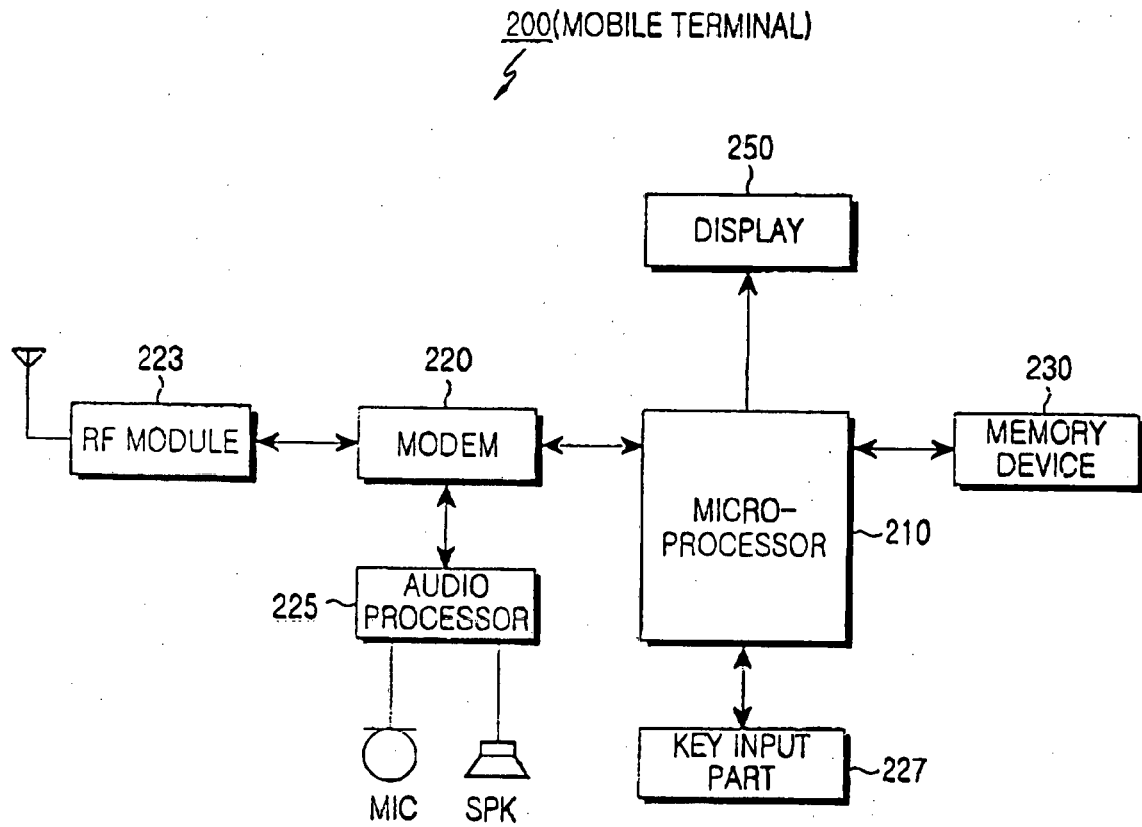 200(MOBILE TERMINAL)
250
DISPLAY
223
220
230
RF MODULE
MODEM
MEMORY
DEVICE
MICRO-
PROCESSOR
210
225
AUDIO
PROCESSOR
KEY INPUT
PART
227
MIC
SPK